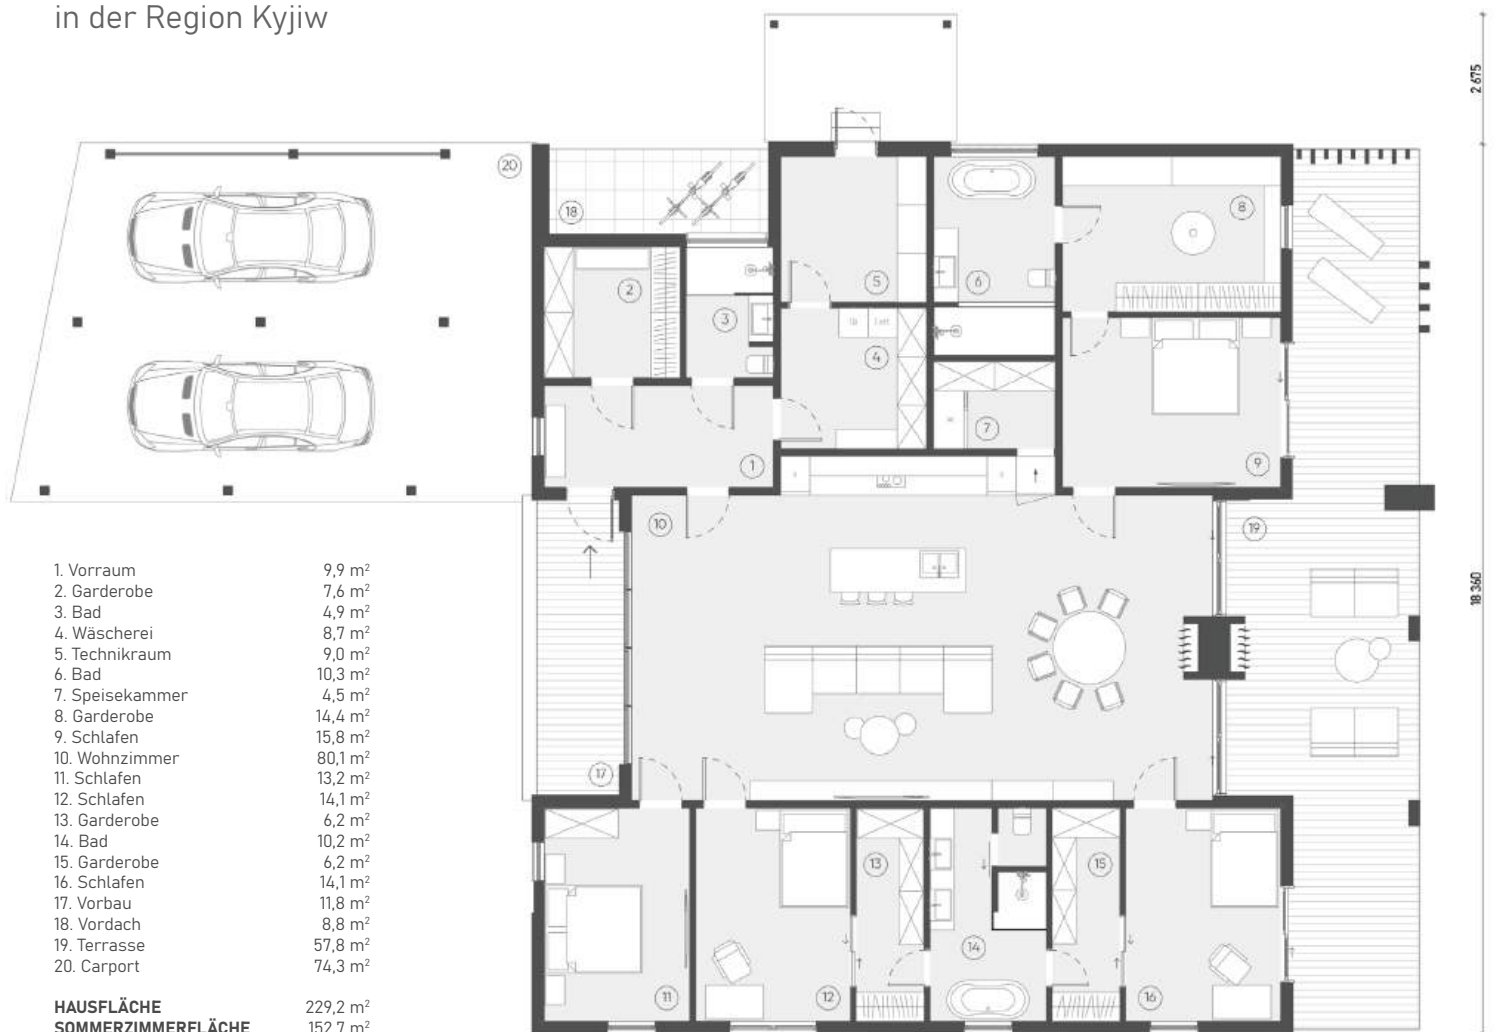 in der Region Kyjiw
1. Vorraum 9,9 m²
2. Garderobe 7,6 m²
3. Bad 4,9 m²
4. Wäscherei 8,7 m²
5. Technikraum 9,0 m²
6. Bad 10,3 m²
7. Speisekammer 4,5 m²
8. Garderobe 14,4 m²
9. Schlafen 15,8 m²
10. Wohnzimmer 80,1 m²
11. Schlafen 13,2 m²
12. Schlafen 14,1 m²
13. Garderobe 6,2 m²
14. Bad 10,2 m²
15. Garderobe 6,2 m²
16. Schlafen 14,1 m²
17. Vorbau 11,8 m²
18. Vordach 8,8 m²
19. Terrasse 57,8 m²
20. Carport 74,3 m²
HAUSFLÄCHE 229,2 m²
SOMMERZIMMERFLÄCHE 152,7 m²
20
18
2
3
5
4
6
7
8
9
1
10
17
19
11
12
13
14
15
16
2 675
18 360